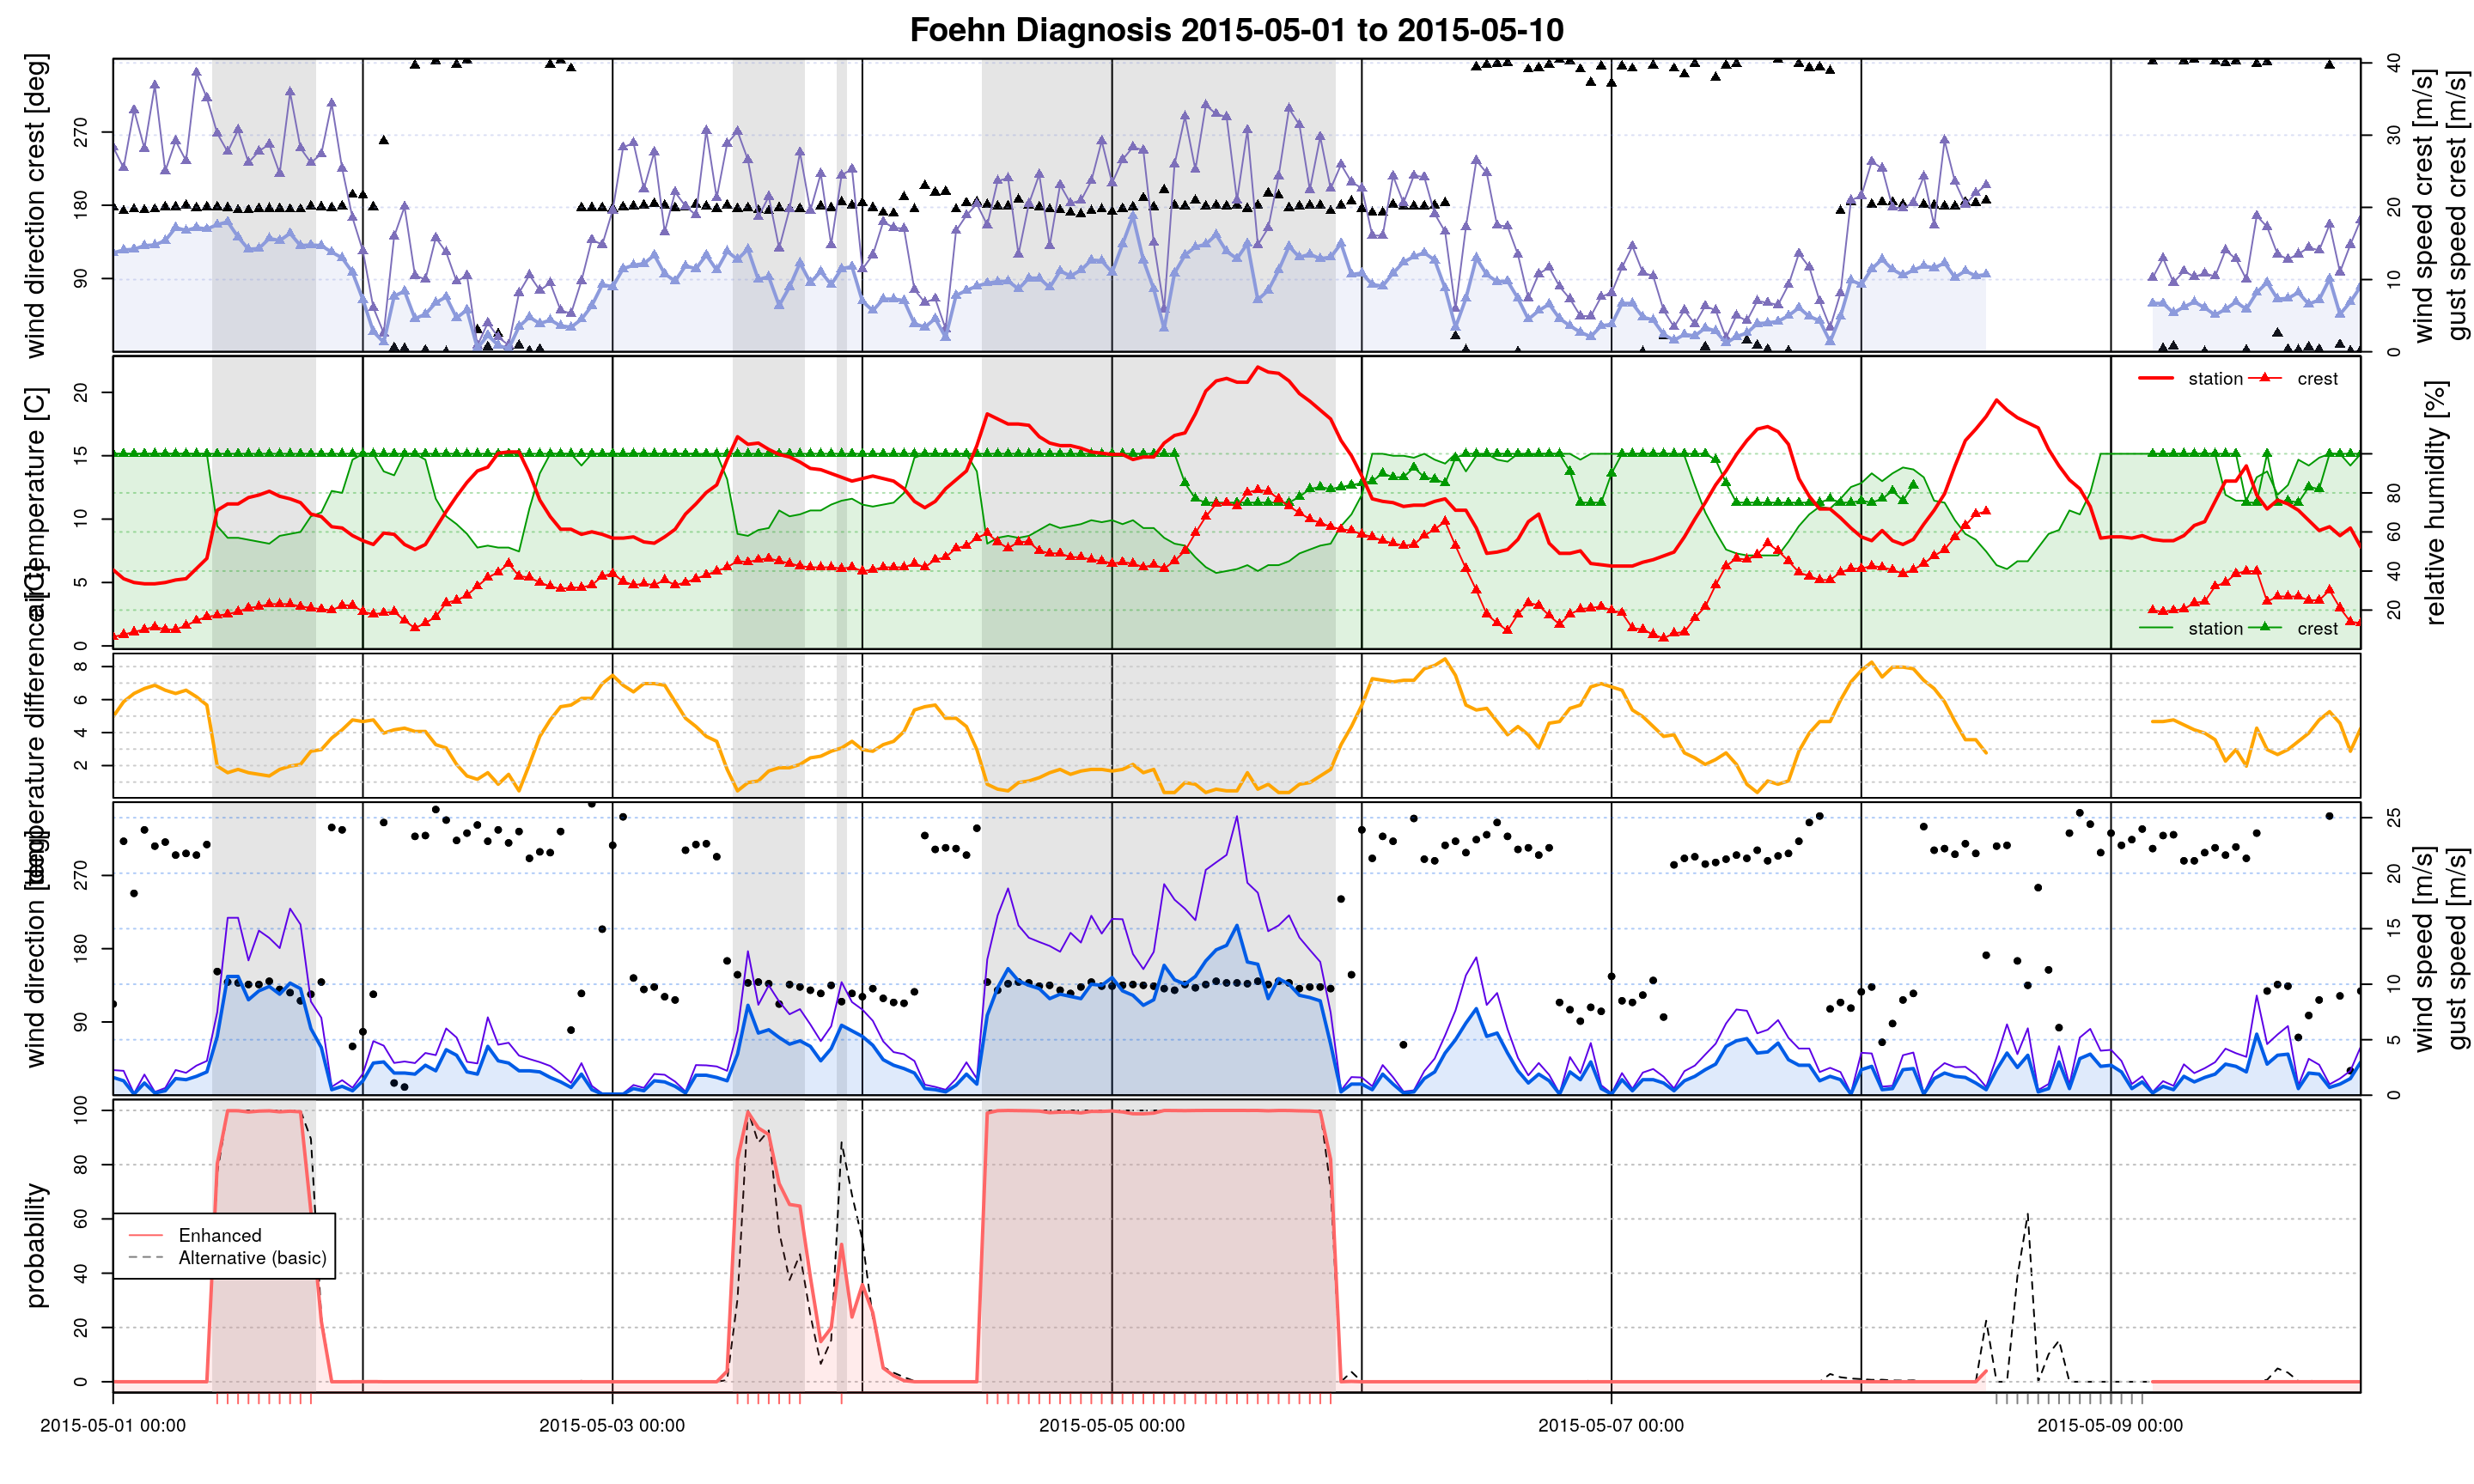 Foehn Diagnosis 2015-05-01 to 2015-05-10
wind direction crest [deg]
90
180
270
0
10
20
30
40
wind speed crest [m/s]
gust speed crest [m/s]
air temperature [C]
0
5
10
15
20
station
crest
station
crest
20
40
60
80
relative humidity [%]
temperature difference [C]
2
4
6
8
wind direction [deg]
90
180
270
0
5
10
15
20
25
wind speed [m/s]
gust speed [m/s]
probability
0
20
40
60
80
100
Enhanced
Alternative (basic)
2015-05-01 00:00
2015-05-03 00:00
2015-05-05 00:00
2015-05-07 00:00
2015-05-09 00:00